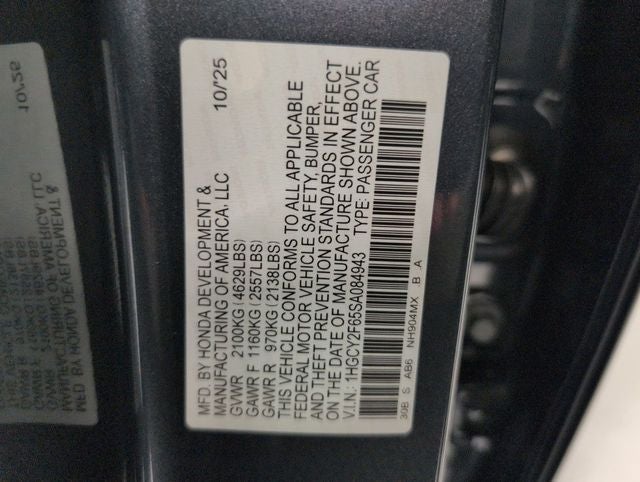 MFD. BY HONDA DEVELOPMENT & 10/25
MANUFACTURING OF AMERICA, LLC
GVWR 2100KG (4629LBS)
GAWR F 1160KG (2557LBS)
GAWR R 970KG (2138LBS)
THIS VEHICLE CONFORMS TO ALL APPLICABLE
FEDERAL MOTOR VEHICLE SAFETY, BUMPER,
AND THEFT PREVENTION STANDARDS IN EFFECT
ON THE DATE OF MANUFACTURE SHOWN ABOVE.
V.I.N.: 1HGCY2F65SA084943 TYPE: PASSENGER CAR
30B S AB6 NH904MX B A